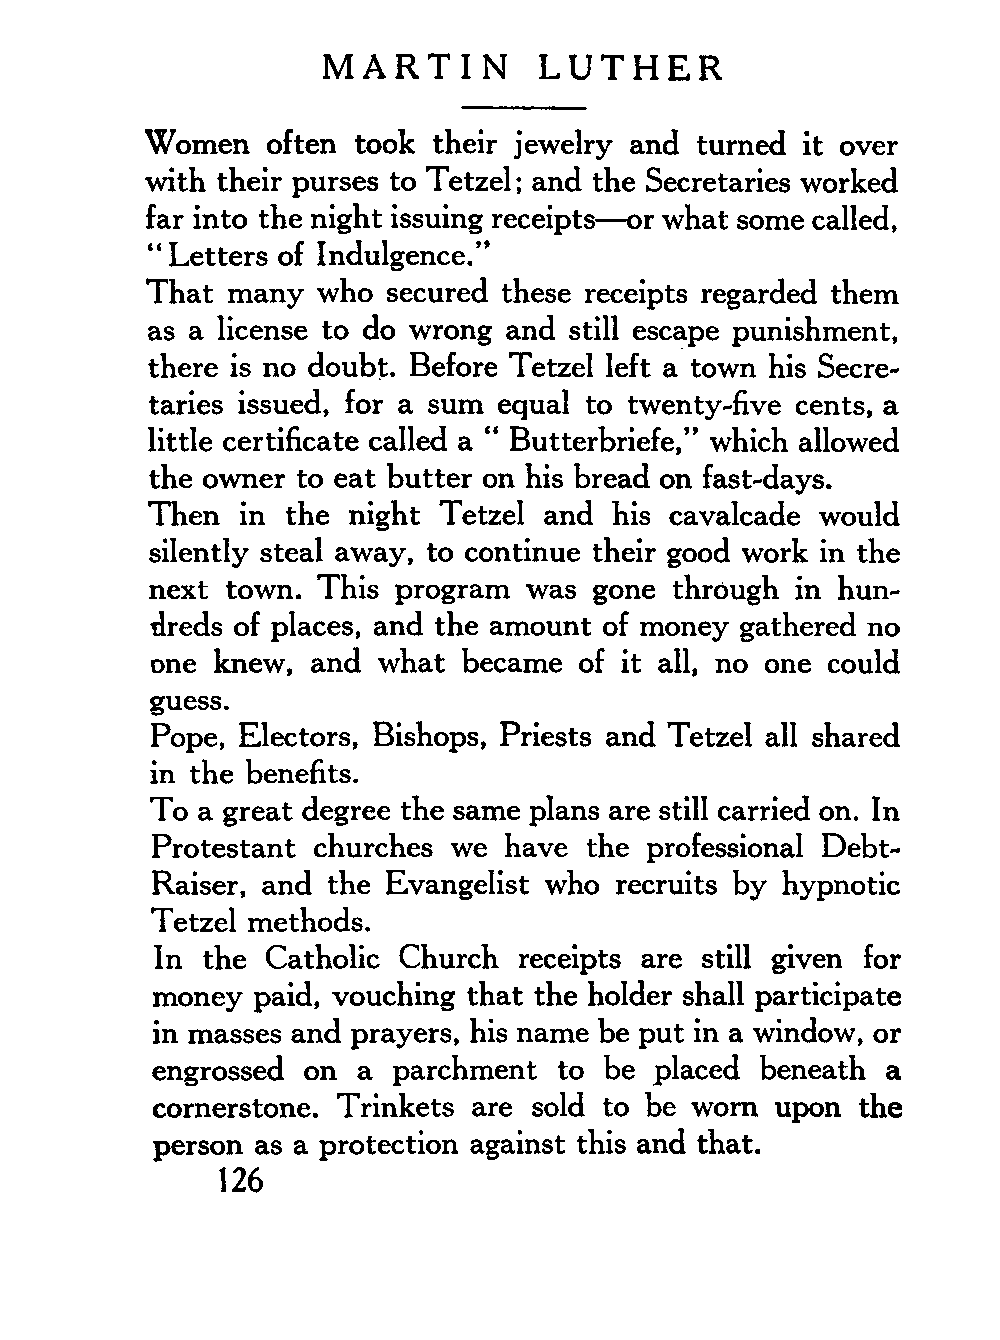 MARTIN LUTHER
Women often took their jewelry and turned it over
with their purses to Tetzel; and the Secretaries worked
far into the night issuing receipts—or what some called,
“Letters of Indulgence.”
That many who secured these receipts regarded them
as a license to do wrong and still escape punishment,
there is no doubt. Before Tetzel left a town his Secre-
taries issued, for a sum equal to twenty-five cents, a
little certificate called a “ Butterbriefe,” which allowed
the owner to eat butter on his bread on fast-days.
Then in the night Tetzel and his cavalcade would
silently steal away, to continue their good work in the
next town. This program was gone through in hun-
dreds of places, and the amount of money gathered no
one knew, and what became of it all, no one could
guess.
Pope, Electors, Bishops, Priests and Tetzel all shared
in the benefits.
To a great degree the same plans are still carried on. In
Protestant churches we have the professional Debt-
Raiser, and the Evangelist who recruits by hypnotic
Tetzel methods.
In the Catholic Church receipts are still given for
money paid, vouching that the holder shall participate
in masses and prayers, his name be put in a window, or
engrossed on a parchment to be placed beneath a
cornerstone. Trinkets are sold to be worn upon the
person as a protection against this and that.
126